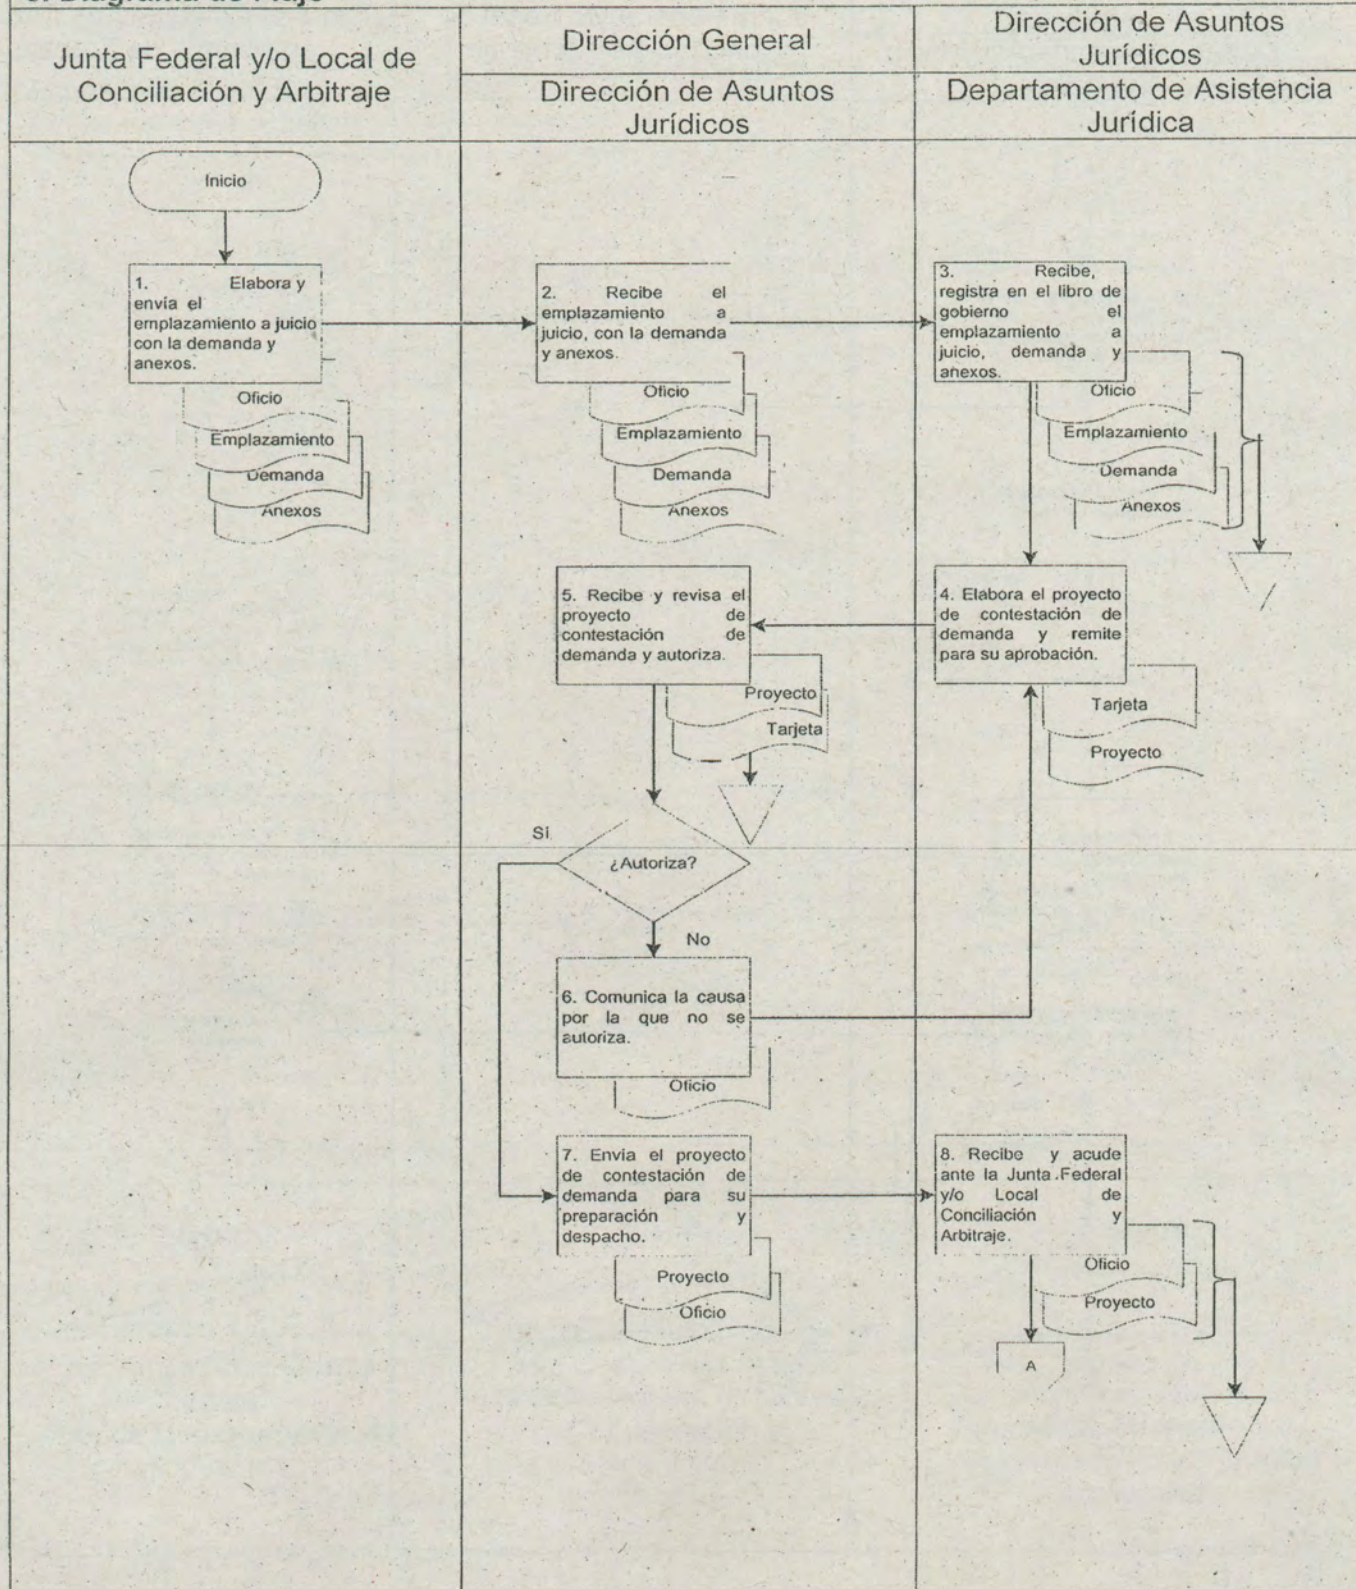 Junta Federal y/o Local de
Conciliación y Arbitraje
Dirección General
Dirección de Asuntos
Jurídicos
Dirección de Asuntos
Jurídicos
Departamento de Asistencia
Jurídica
Inicio
1. Elabora y
envía el
emplazamiento a juicio
con la demanda y
anexos.
Oficio
Emplazamiento
Demanda
Anexos
2. Recibe el
emplazamiento a
juicio, con la demanda
y anexos.
Oficio
Emplazamiento
Demanda
Anexos
3. Recibe,
registra en el libro de
gobierno el
emplazamiento a
juicio, demanda y
anexos.
Oficio
Emplazamiento
Demanda
Anexos
4. Elabora el proyecto
de contestación de
demanda y remite
para su aprobación.
Tarjeta
Proyecto
5. Recibe y revisa el
proyecto de
contestación de
demanda y autoriza.
Proyecto
Tarjeta
Si
¿Autoriza?
No
6. Comunica la causa
por la que no se
autoriza.
Oficio
7. Envía el proyecto
de contestación de
demanda para su
preparación y
despacho.
Proyecto
Oficio
8. Recibe y acude
ante la Junta Federal
y/o Local de
Conciliación y
Arbitraje.
Oficio
Proyecto
A